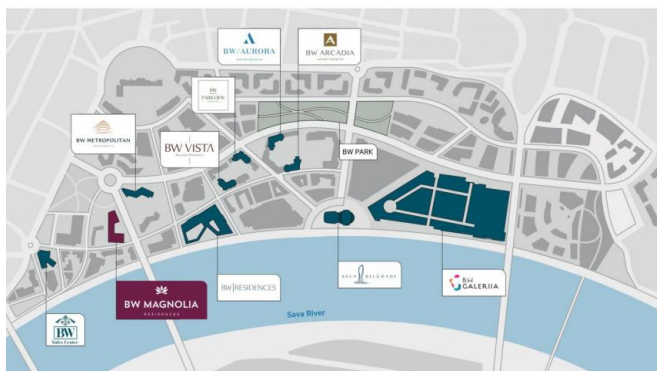 BW/AURORA
APARTMENTS
BW ARCADIA
APARTMENTS
BW
PARKVIEW
BW METROPOLITAN
BW VISTA
BW PARK
BW MAGNOLIA
RESIDENCES
BW|RESIDENCES
KULA BELGRADE
BW
GALERIJA
BW
Sales Center
Sava River